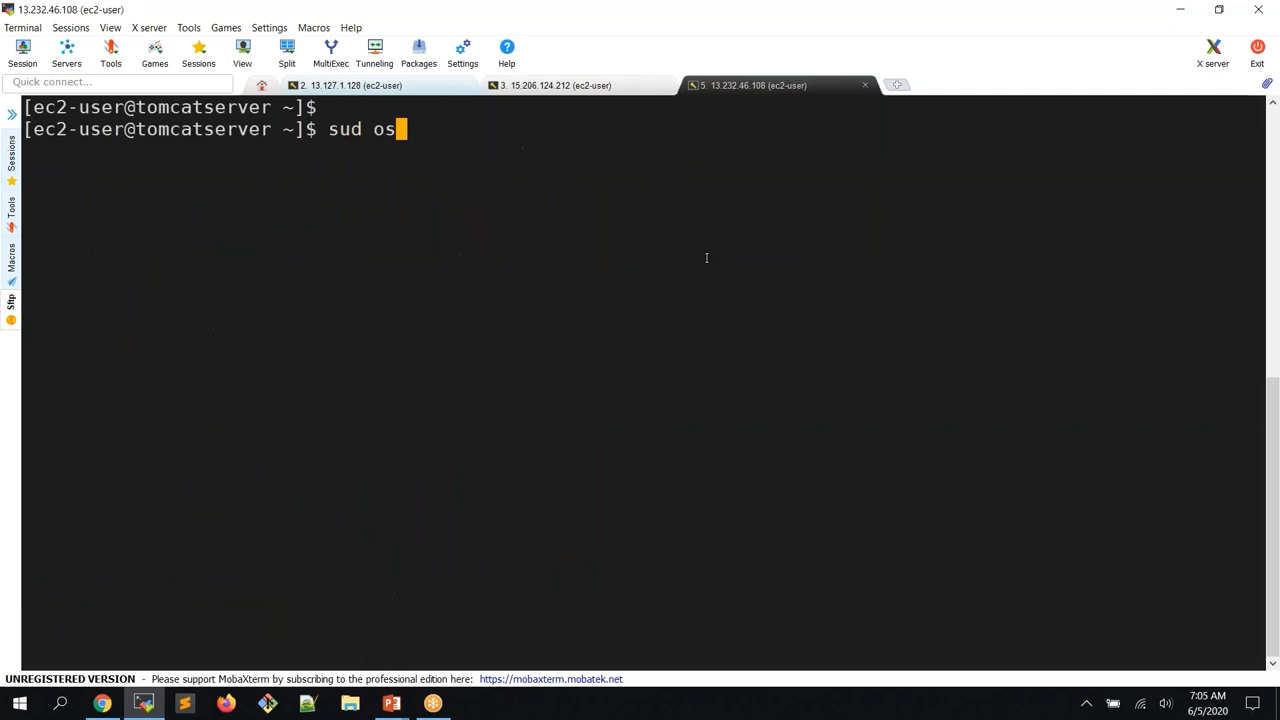 13.232.46.108 (ec2-user)
Terminal Sessions View X server Tools Games Settings Macros Help
Session Servers Tools Games Sessions View Split MultiExec Tunneling Packages Settings Help X server Exit
Quick connect...
2. 13.127.1.128 (ec2-user)
3. 15.206.124.212 (ec2-user)
5. 13.232.46.108 (ec2-user)
[ec2-user@tomcatserver ~]$
[ec2-user@tomcatserver ~]$ sud os
Sessions
Tools
Macros
Sftp
UNREGISTERED VERSION - Please support MobaXterm by subscribing to the professional edition here: https://mobaxterm.mobatek.net
7:05 AM
6/5/2020